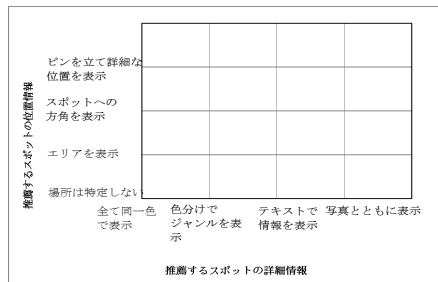 推薦するスポットの位置情報
ピンを立て詳細な
位置を表示
スポットへの
方角を表示
エリアを表示
場所は特定しない
全て同一色
で表示
色分けで
ジャンルを表
示
テキストで
情報を表示
写真とともに表示
推薦するスポットの詳細情報